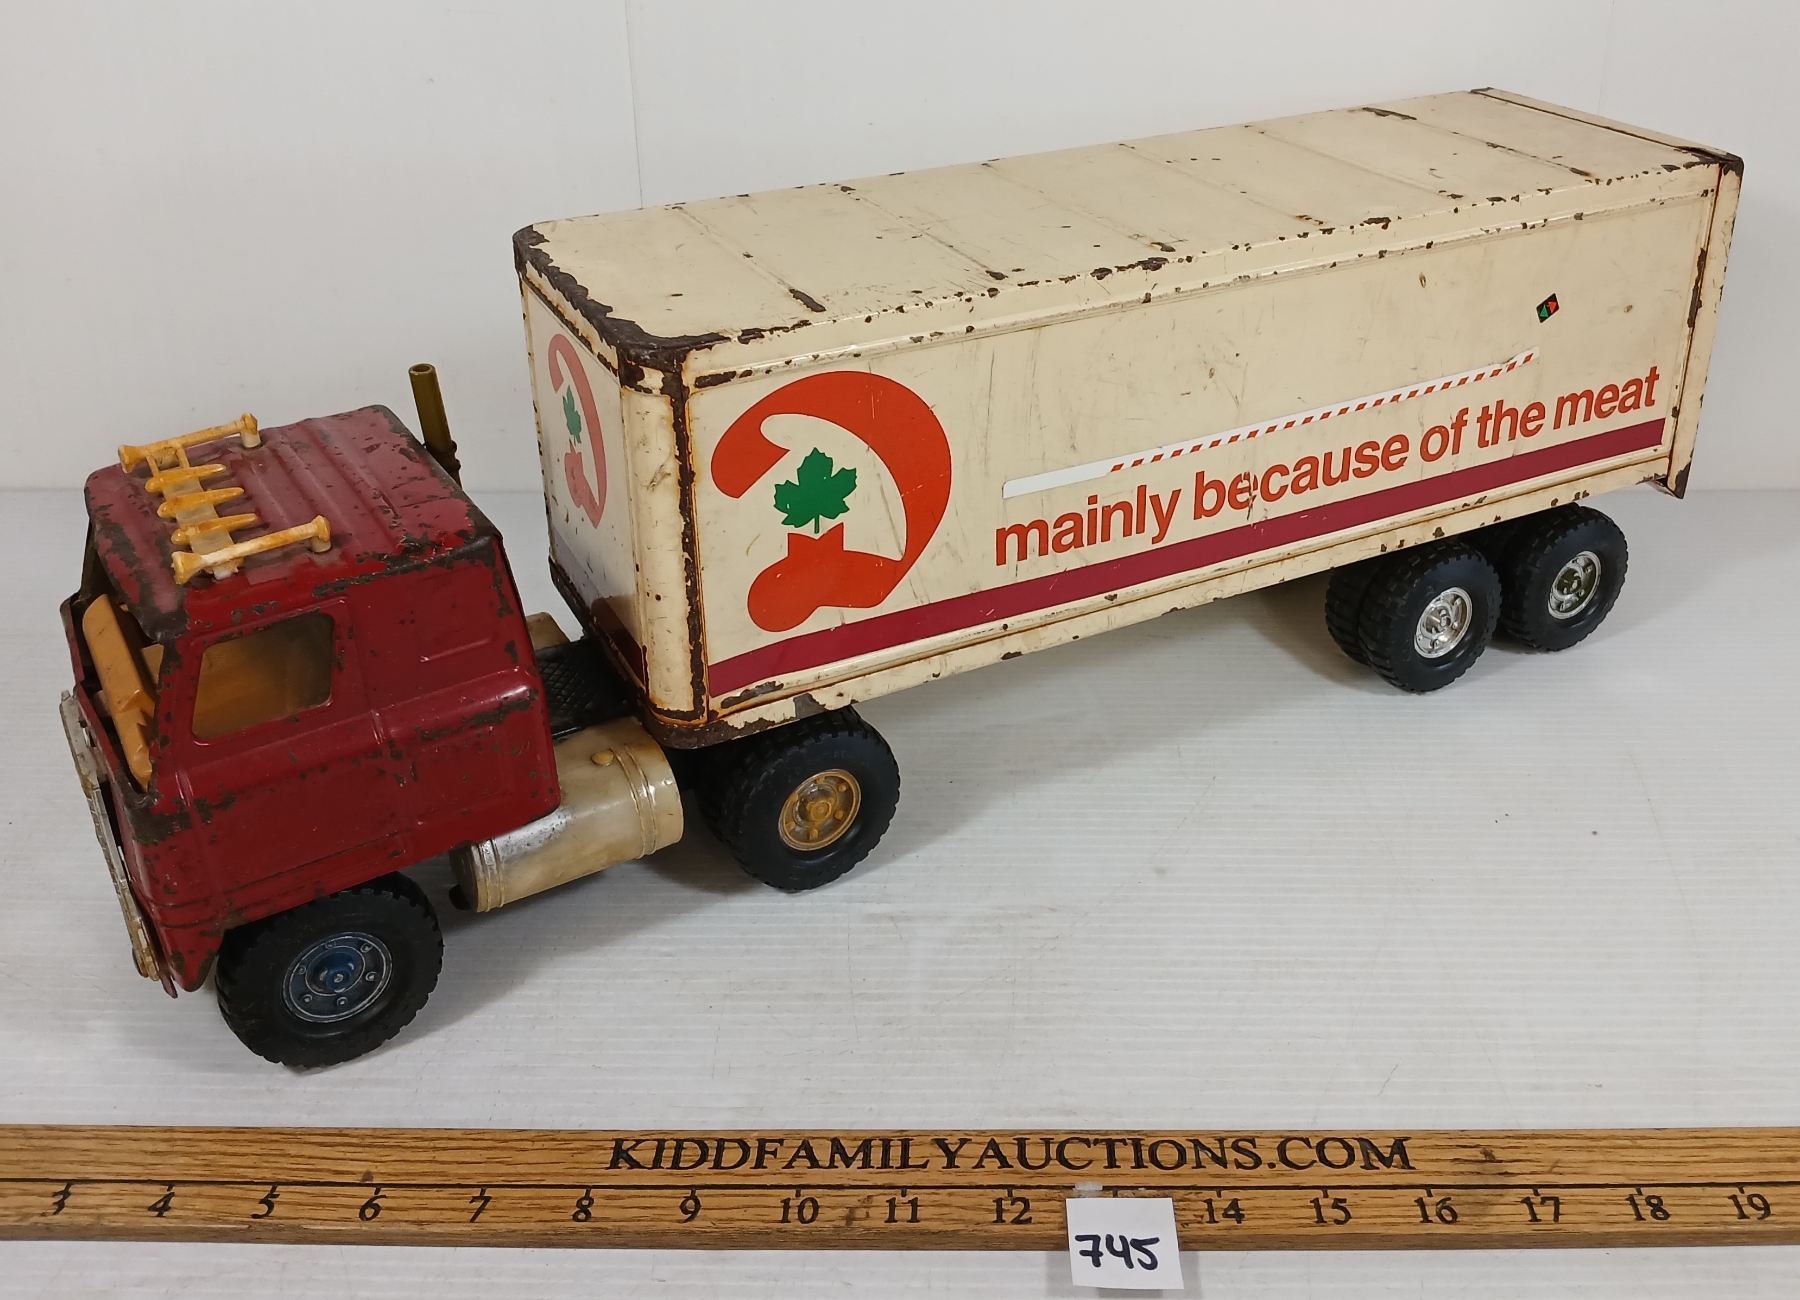 mainly because of the meat
KIDDFAMILYAUCTIONS.COM
3 4 5 6 7 8 9 10 11 12 14 15 16 17 18 19
745